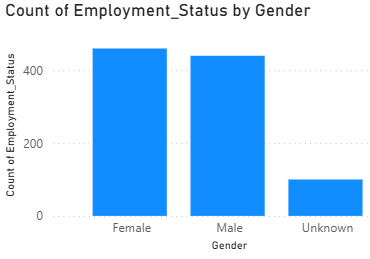 Count of Employment_Status by Gender
Count of Employment_Status
400
200
0
Female
Male
Unknown
Gender